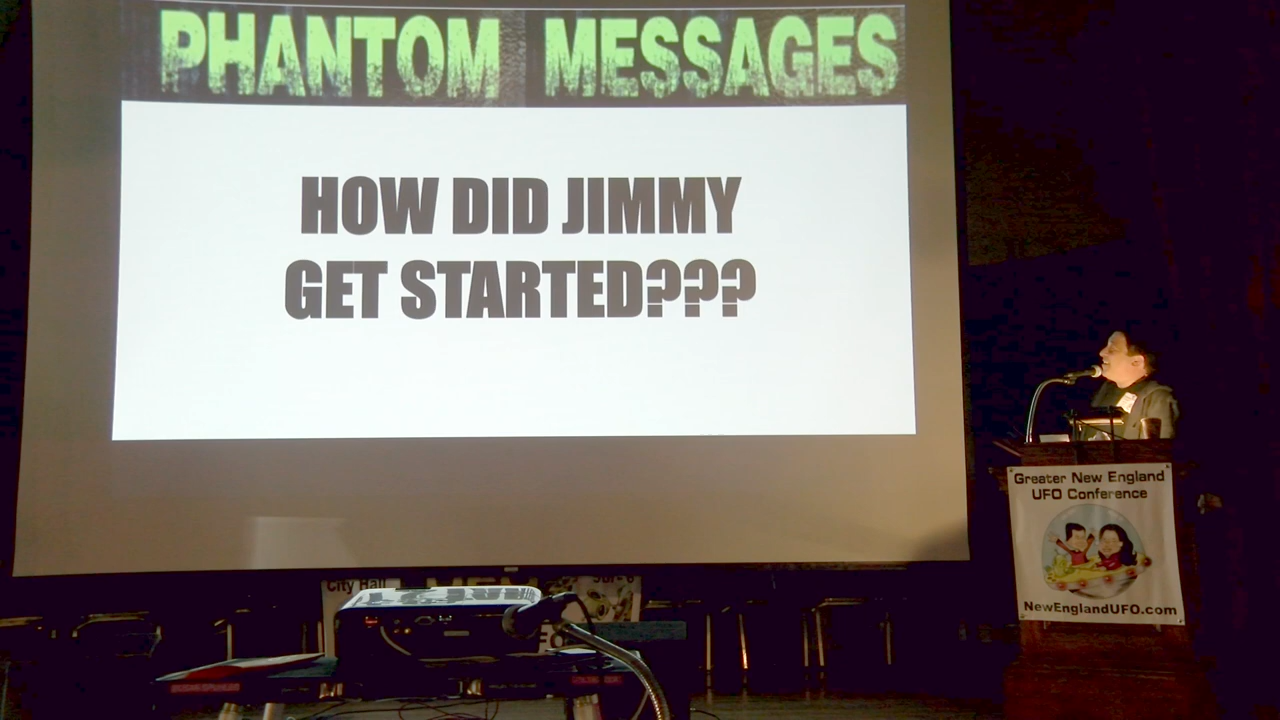 PHANTOM MESSAGES
HOW DID JIMMY
GET STARTED???
Greater New England
UFO Conference
NewEnglandUFO.com
City Hall